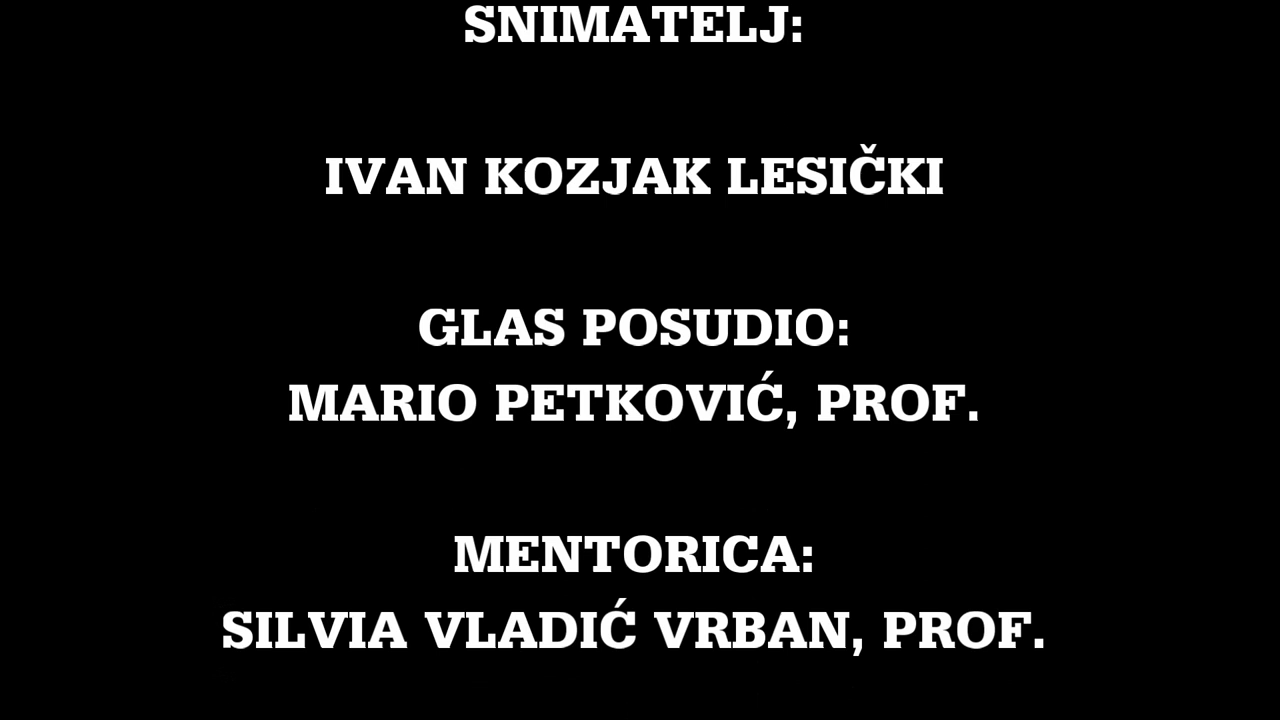 SNIMATELJ:
IVAN KOZJAK LESIČKI
GLAS POSUDIO:
MARIO PETKOVIĆ, PROF.
MENTORICA:
SILVIA VLADIĆ VRBAN, PROF.